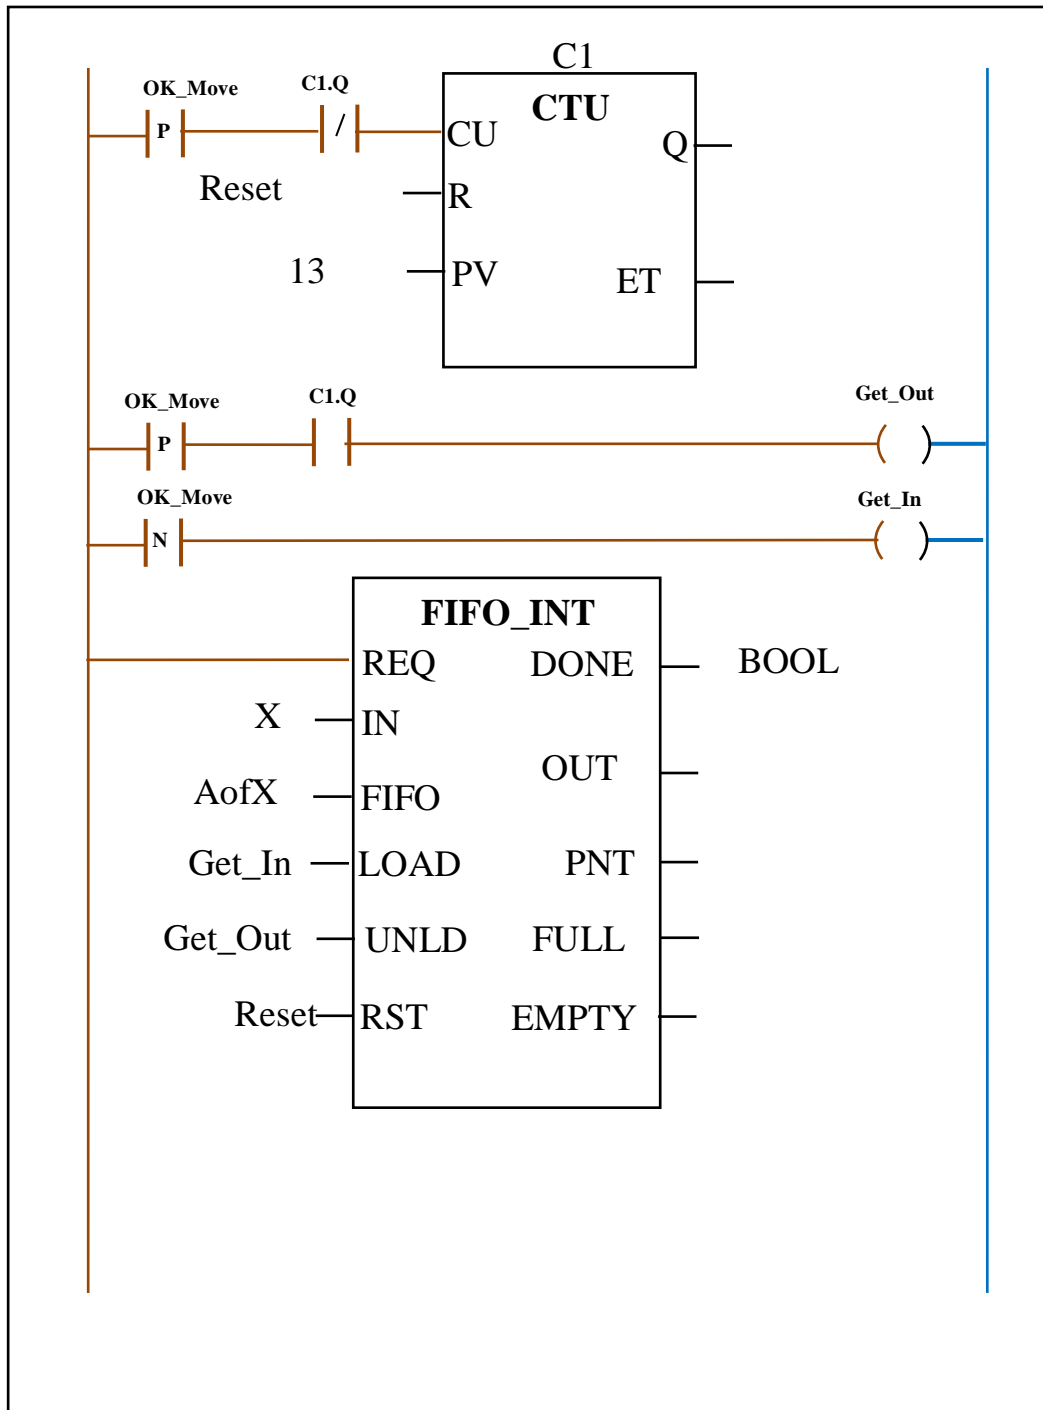 C1
OK_Move C1.Q CTU
P / CU Q
Reset R
13 PV ET
OK_Move C1.Q Get_Out
P
OK_Move Get_In
N
FIFO_INT
REQ DONE BOOL
X IN
OUT
AofX FIFO
Get_In LOAD PNT
Get_Out UNLD FULL
Reset RST EMPTY